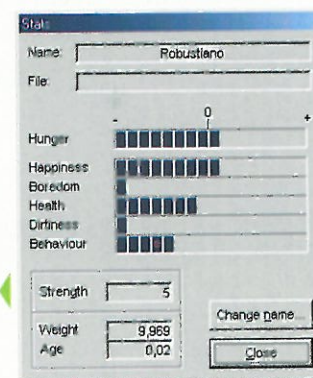 Stats
Name: Robustiano
File:
- 0 +
Hunger
Happiness
Boredom
Health
Dirtiness
Behaviour
Strength 5
Weight 9,969
Age 0,02
Change name...
Close